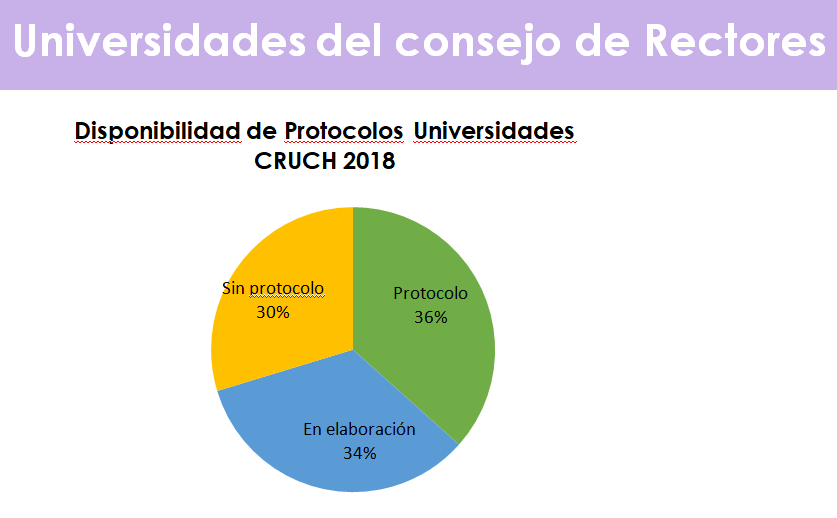 Universidades del consejo de Rectores
Disponibilidad de Protocolos Universidades
CRUCH 2018
Sin protocolo
30%
Protocolo
36%
En elaboración
34%